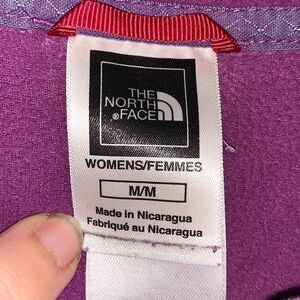 THE
NORTH
®FACE
WOMENS/FEMMES
M/M
Made in Nicaragua
Fabriqué au Nicaragua